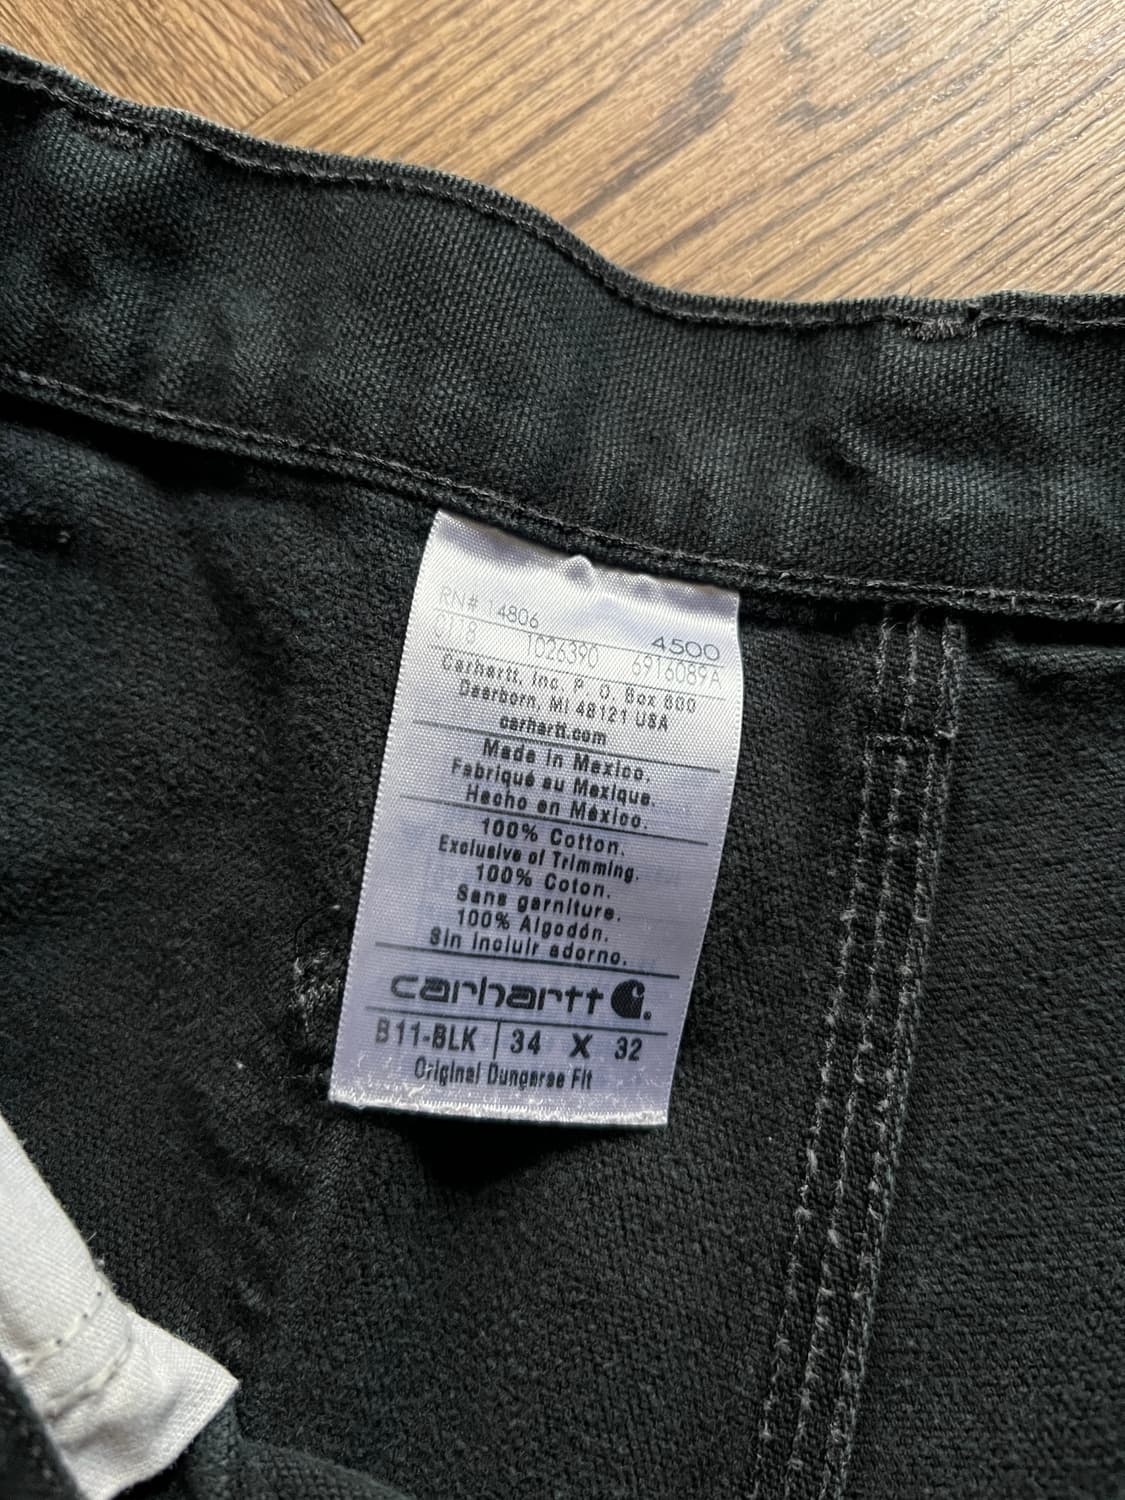 RN# 14806 4500
0118 1026390 6916089A
Carhartt, Inc. P. O. Box 600
Dearborn, MI 48121 USA
carhartt.com
Made in Mexico.
Fabriqué au Mexique.
Hecho en México.
100% Cotton.
Exclusive of Trimming.
100% Coton.
Sans garniture.
100% Algodón.
Sin incluir adorno.
carhartt
B11-BLK 34 X 32
Original Dungaree Fit